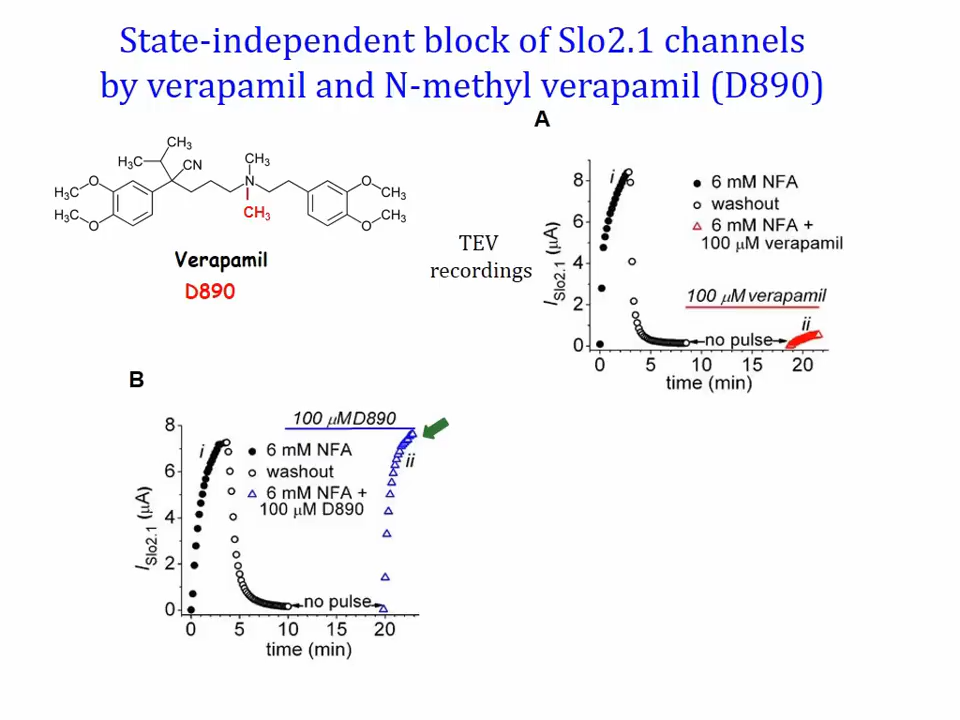 State-independent block of Slo2.1 channels
by verapamil and N-methyl verapamil (D890)
CH₃
H₃C
CN
CH₃
H₃C
O
N
O
CH₃
H₃C
O
CH₃
O
CH₃
Verapamil
D890
TEV
recordings
A
8
6
4
2
0
I Slo2.1 (µA)
i
6 mM NFA
washout
6 mM NFA +
100 µM verapamil
100 µM verapamil
ii
no pulse
0 5 10 15 20
time (min)
B
8
6
4
2
0
I Slo2.1 (µA)
100 µM D890
i
6 mM NFA
washout
6 mM NFA +
100 µM D890
ii
no pulse
0 5 10 15 20
time (min)